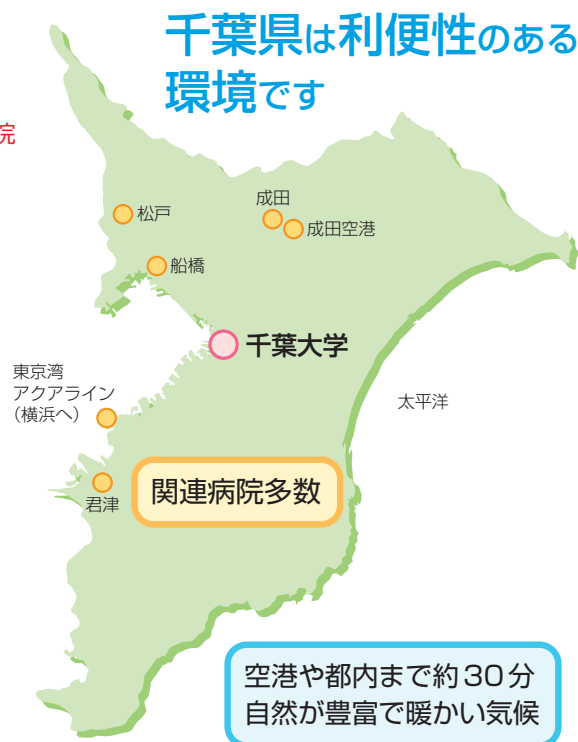 千葉県は利便性のある
環境です
院
松戸
成田
成田空港
船橋
千葉大学
東京湾
アクアライン
(横浜へ)
太平洋
君津
関連病院多数
空港や都内まで約30分
自然が豊富で暖かい気候